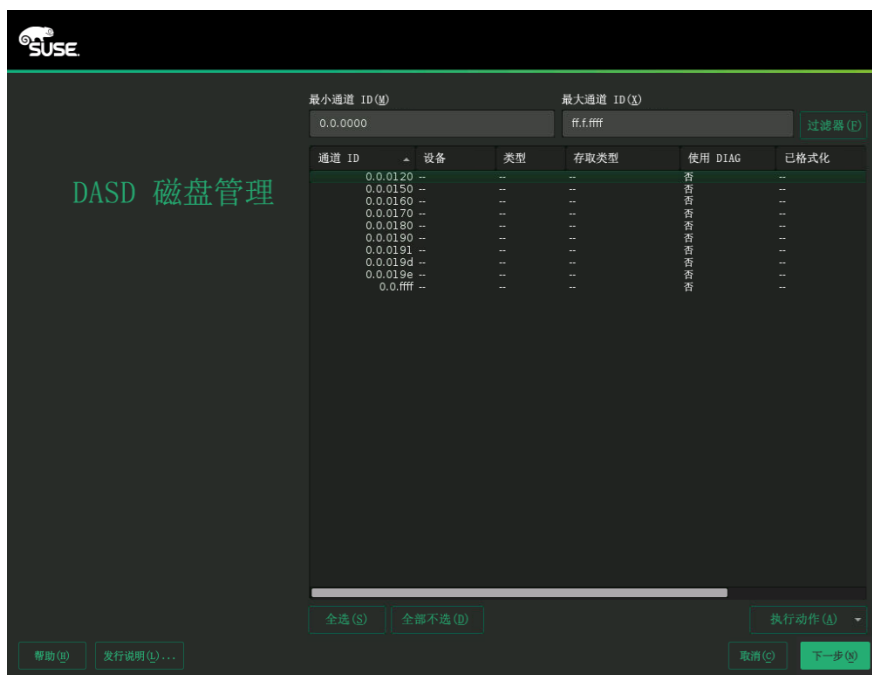 SUSE.
最小通道 ID(M) 最大通道 ID(X)
0.0.0000 ff.f.ffff 过滤器(F)
DASD 磁盘管理
通道 ID 设备 类型 存取类型 使用 DIAG 已格式化
0.0.0120 -- -- -- 否 --
0.0.0150 -- -- -- 否 --
0.0.0160 -- -- -- 否 --
0.0.0170 -- -- -- 否 --
0.0.0180 -- -- -- 否 --
0.0.0190 -- -- -- 否 --
0.0.0191 -- -- -- 否 --
0.0.019d -- -- -- 否 --
0.0.019e -- -- -- 否 --
0.0.ffff -- -- -- 否 --
全选(S) 全部不选(D) 执行动作(A)
帮助(H) 发行说明(L)... 取消(C) 下一步(N)